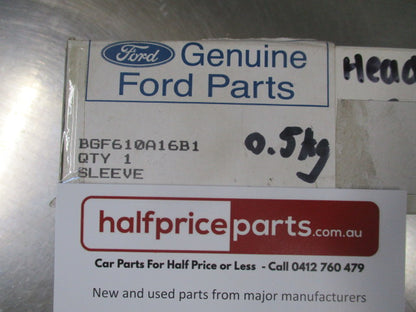 Ford Genuine
Ford Parts
Head
BGF610A16B1
QTY 1
SLEEVE
0.5kg
halfpriceparts.com.au
Car Parts For Half Price or Less - Call 0412 760 479
New and used parts from major manufacturers